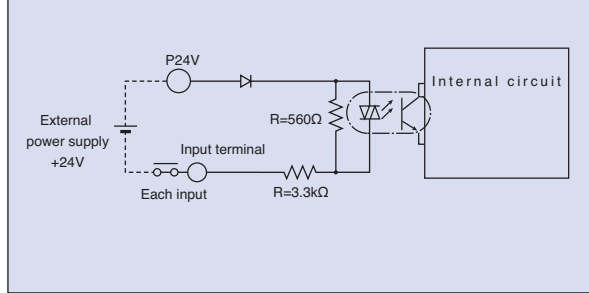 P24V
Internal circuit
External
power supply
+24V
R=560Ω
Input terminal
Each input
R=3.3kΩ